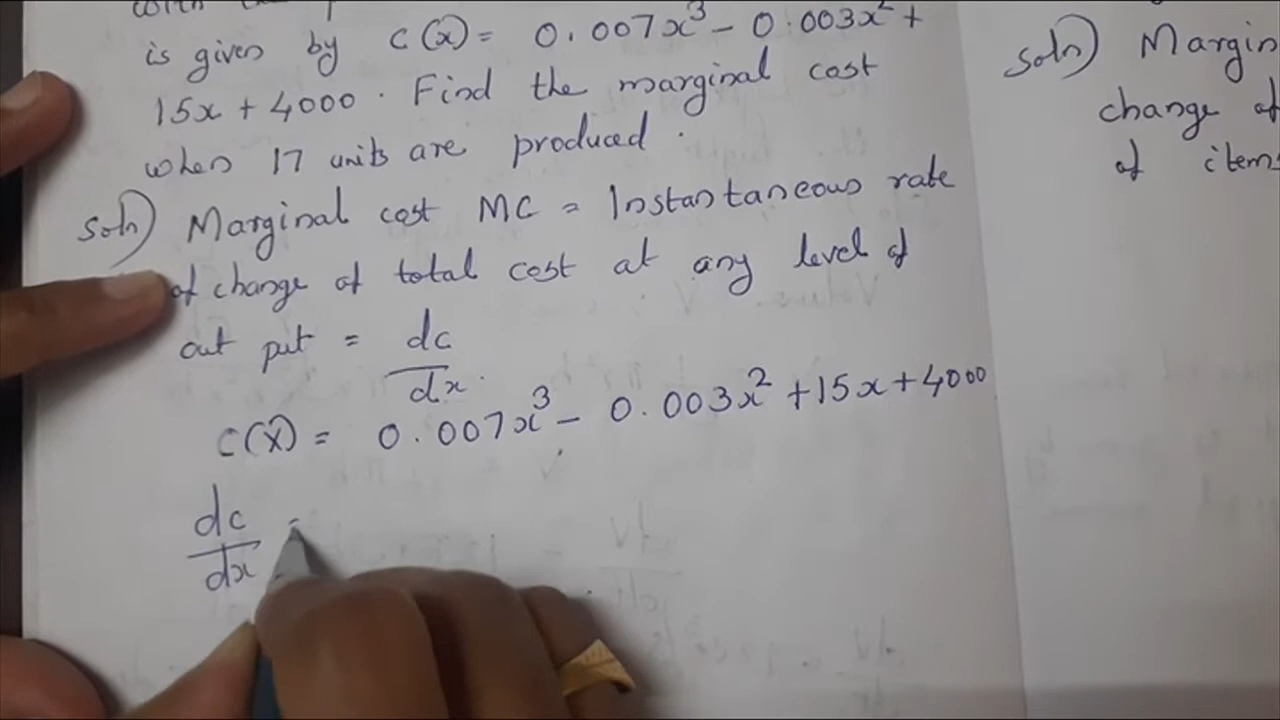 is given by C(x) = 0.007x³ - 0.003x² +
15x + 4000. Find the marginal cost
when 17 units are produced.
Soln) Marginal cost MC = Instantaneous rate
of change of total cost at any level of
out put = dc/dx.
C(x) = 0.007x³ - 0.003x² + 15x + 4000
dc/dx =
Soln) Margin
change of
of items